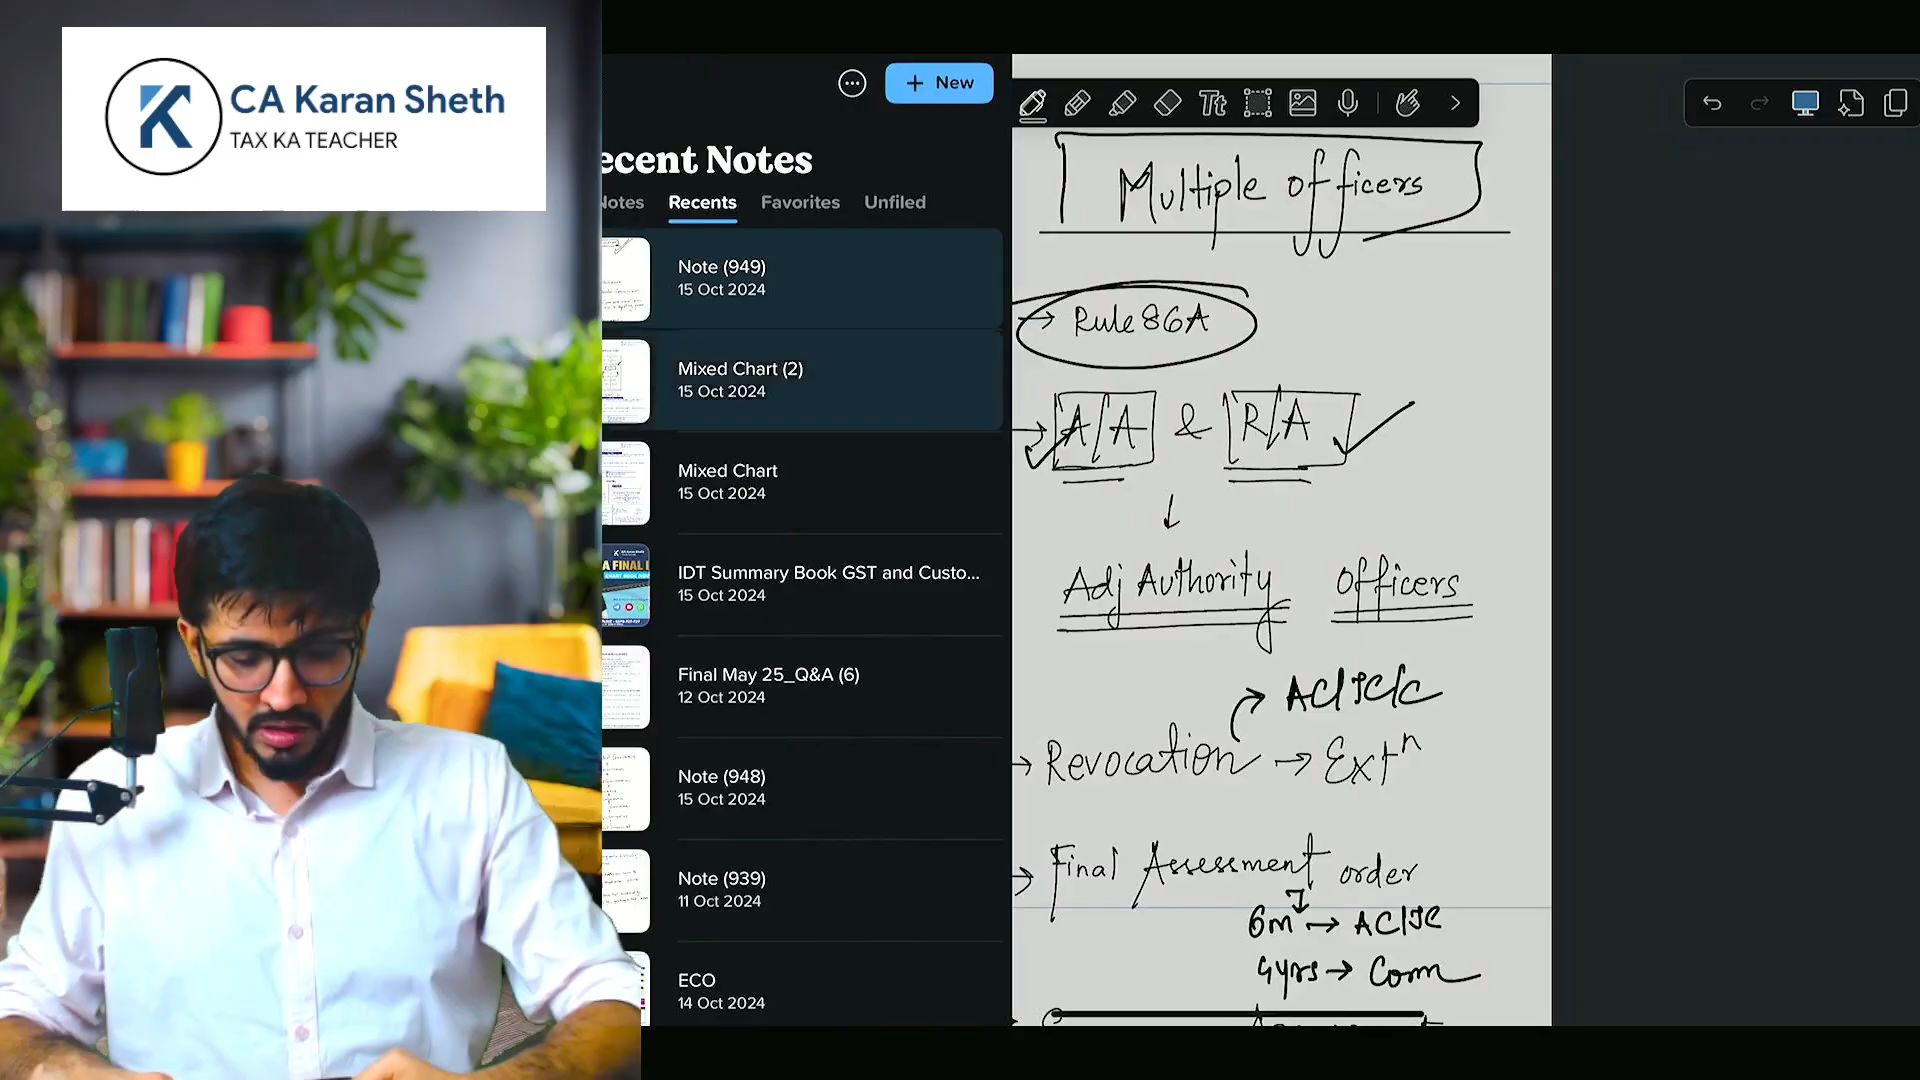 CA Karan Sheth
TAX KA TEACHER
+ New
ecent Notes
Notes Recents Favorites Unfiled
Note (949)
15 Oct 2024
Mixed Chart (2)
15 Oct 2024
Mixed Chart
15 Oct 2024
IDT Summary Book GST and Custo...
15 Oct 2024
Final May 25_Q&A (6)
12 Oct 2024
Note (948)
15 Oct 2024
Note (939)
11 Oct 2024
ECO
14 Oct 2024
Tt
Multiple officers
→ Rule 86A
→ A/A & R/A
↓
Adj Authority Officers
AC/JC/C
→ Revocation → Extn
→ Final Assessment order
6m → AC/JC
4yrs → Com